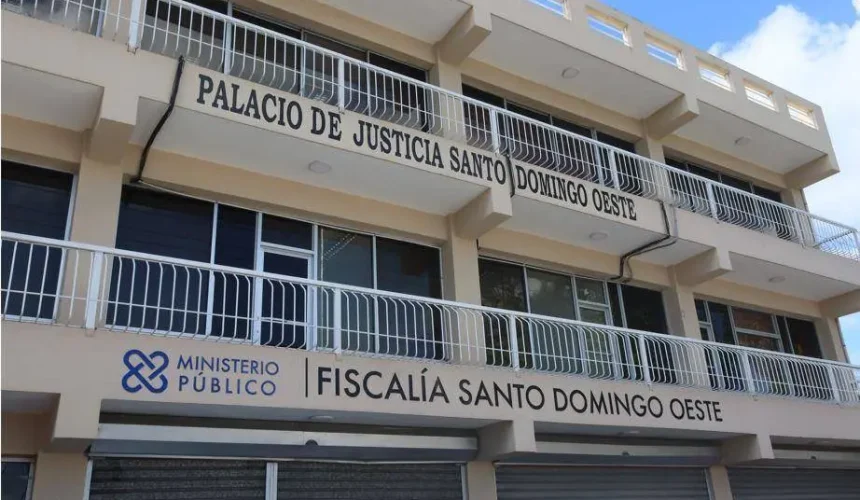 PALACIO DE JUSTICIA SANTO DOMINGO OESTE
MINISTERIO
PÚBLICO
FISCALÍA SANTO DOMINGO OESTE